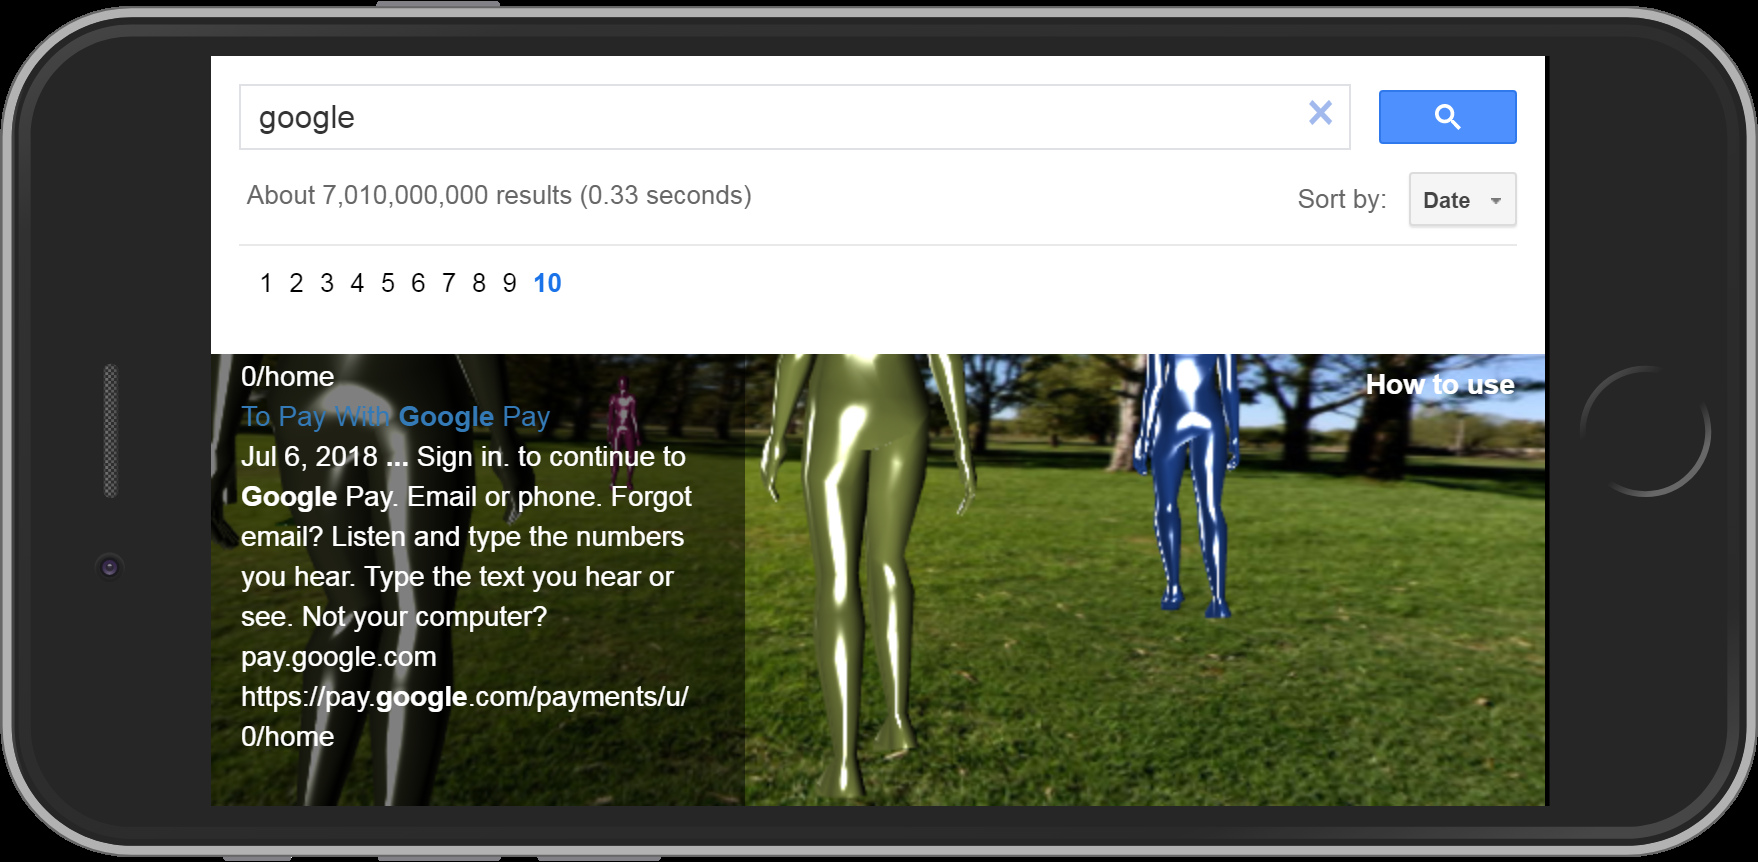 google
About 7,010,000,000 results (0.33 seconds)
Sort by:
Date
1 2 3 4 5 6 7 8 9 10
How to use
0/home
To Pay With Google Pay
Jul 6, 2018 ... Sign in. to continue to
Google Pay. Email or phone. Forgot
email? Listen and type the numbers
you hear. Type the text you hear or
see. Not your computer?
pay.google.com
https://pay.google.com/payments/u/
0/home